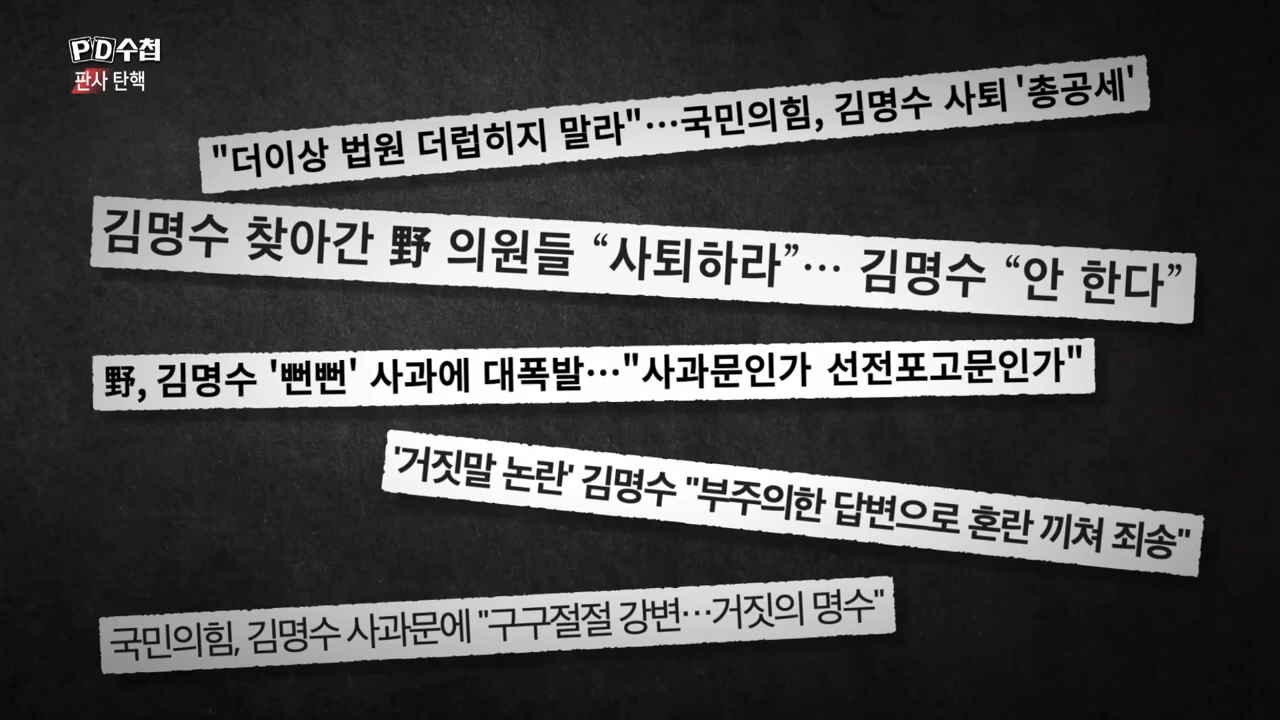 PD수첩
판사 탄핵
"더이상 법원 더럽히지 말라"…국민의힘, 김명수 사퇴 '총공세'
김명수 찾아간 野 의원들 “사퇴하라”… 김명수 “안 한다”
野, 김명수 '뻔뻔' 사과에 대폭발…"사과문인가 선전포고문인가"
'거짓말 논란' 김명수 "부주의한 답변으로 혼란 끼쳐 죄송"
국민의힘, 김명수 사과문에 "구구절절 강변…거짓의 명수"